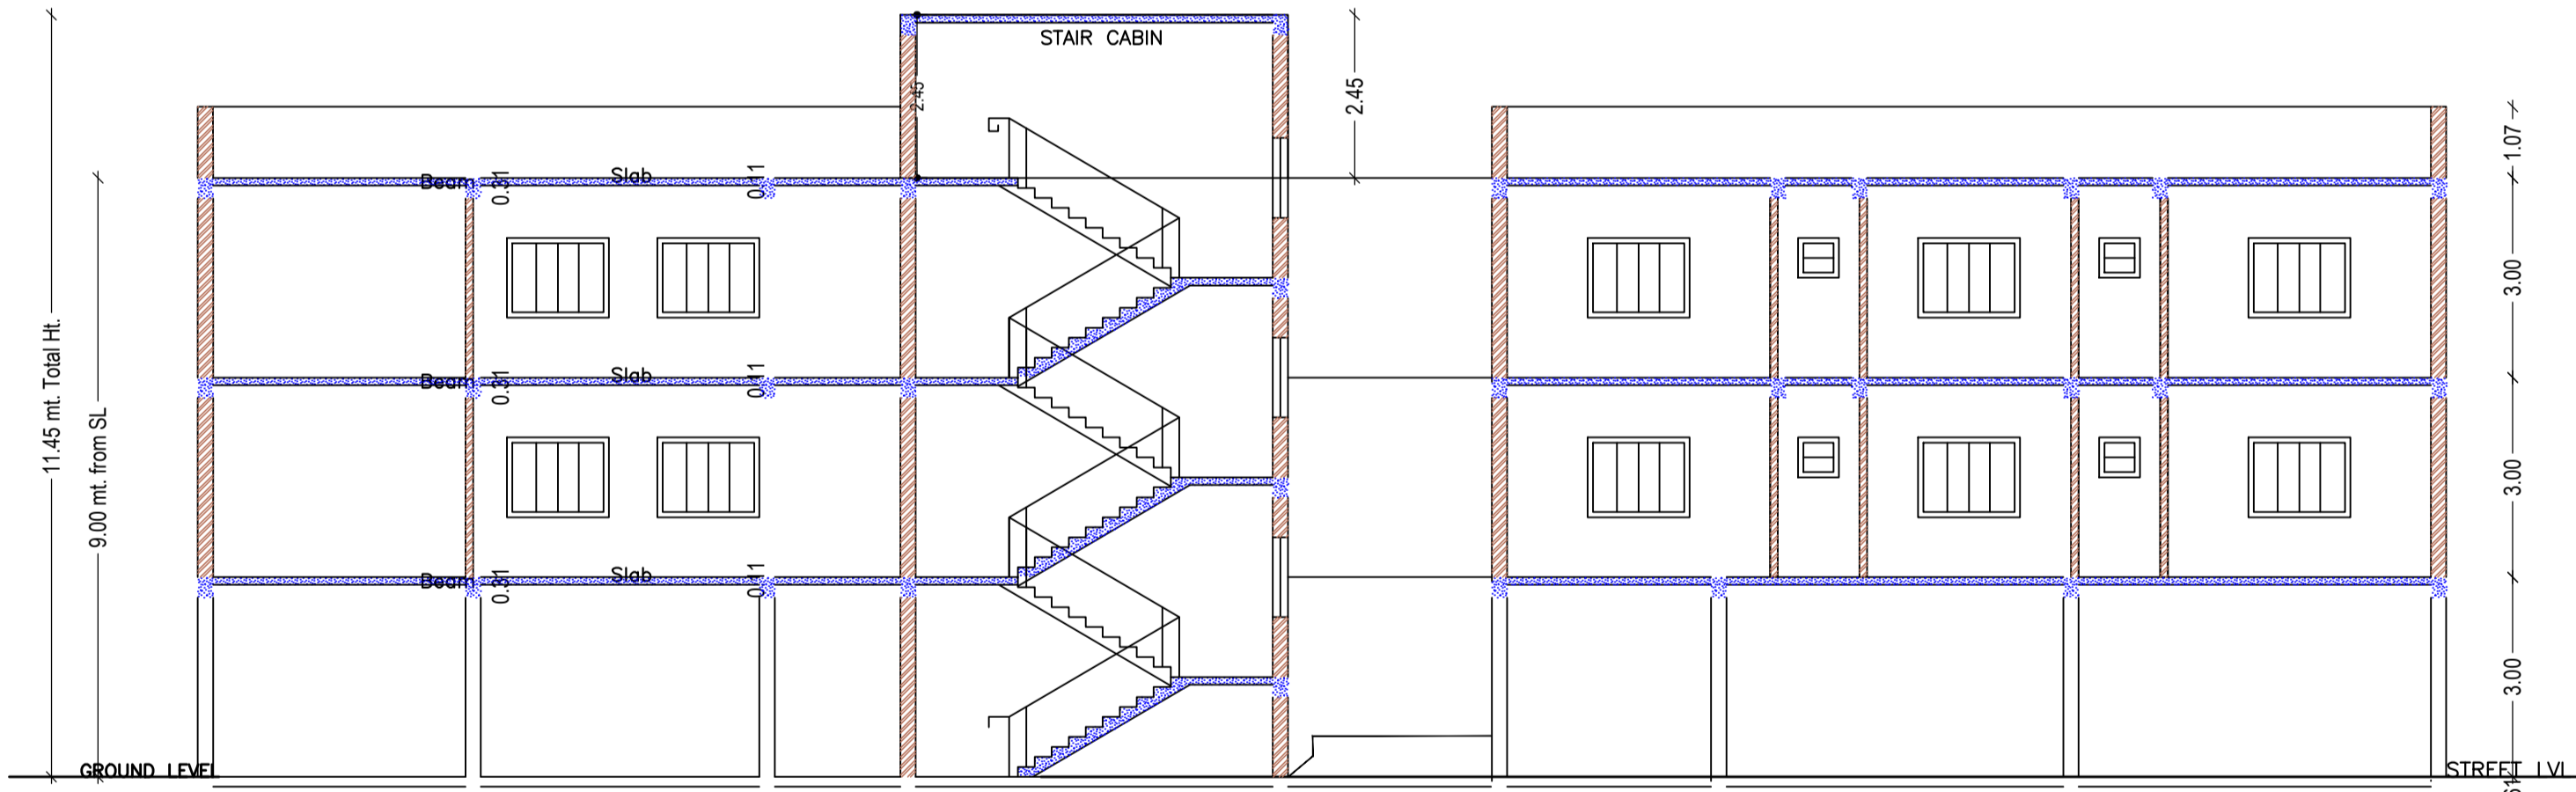 STAIR CABIN
2.45
2.45
11.45 mt. Total Ht.
9.00 mt. from SL
1.07
Beam
0.31
Slab
0.11
3.00
Beam
0.31
Slab
0.11
3.00
Beam
0.31
Slab
0.11
3.00
GROUND LEVEL
STREET LVL